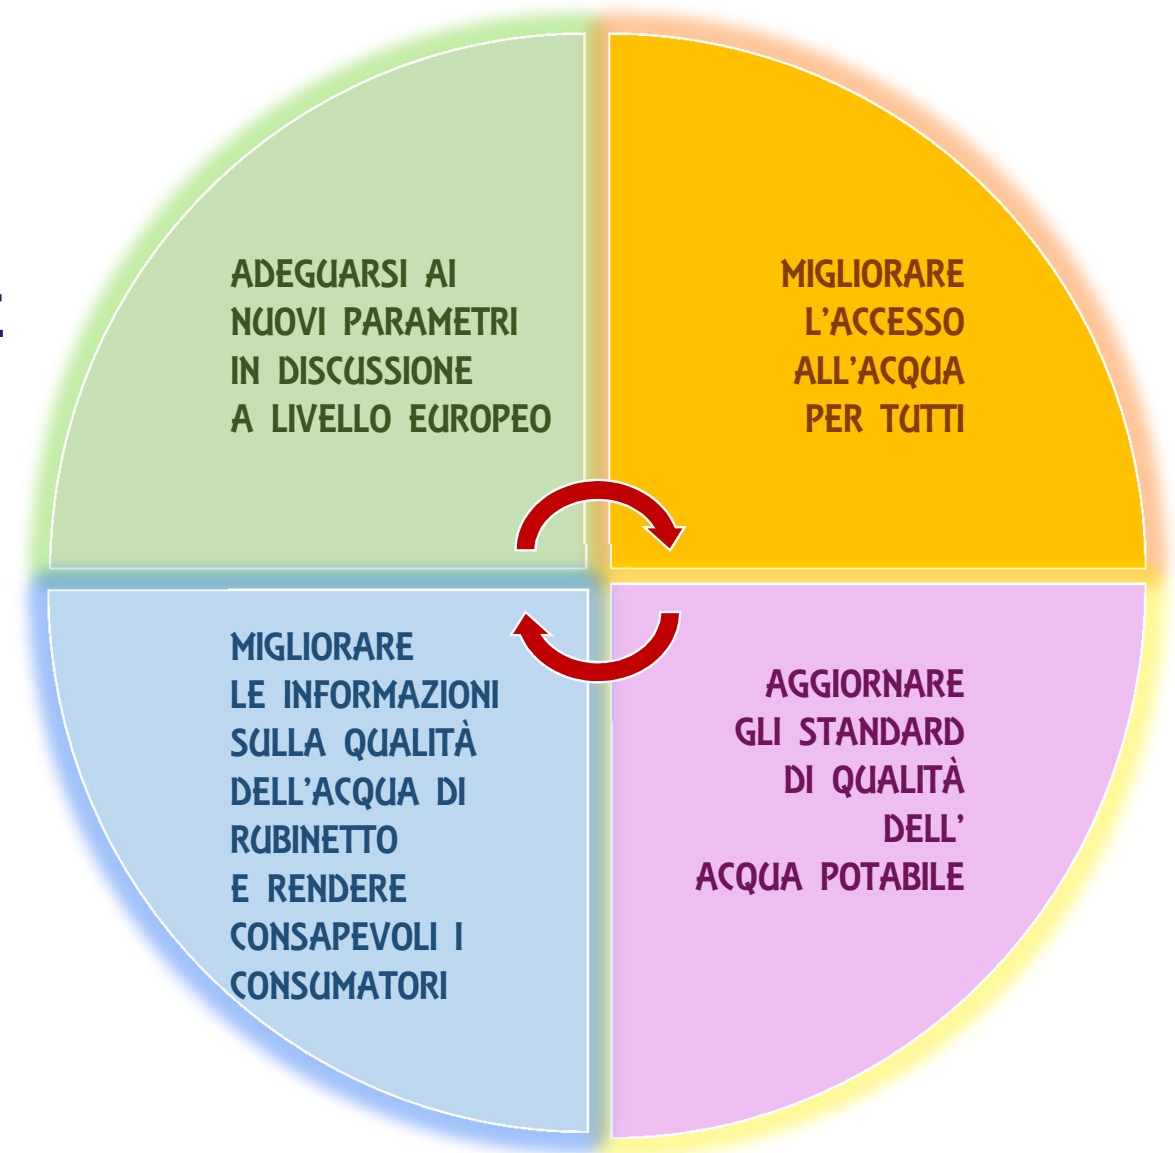 ADEGUARSI AI
NUOVI PARAMETRI
IN DISCUSSIONE
A LIVELLO EUROPEO
MIGLIORARE
L'ACCESSO
ALL'ACQUA
PER TUTTI
MIGLIORARE
LE INFORMAZIONI
SULLA QUALITÀ
DELL'ACQUA DI
RUBINETTO
E RENDERE
CONSAPEVOLI I
CONSUMATORI
AGGIORNARE
GLI STANDARD
DI QUALITÀ
DELL'
ACQUA POTABILE